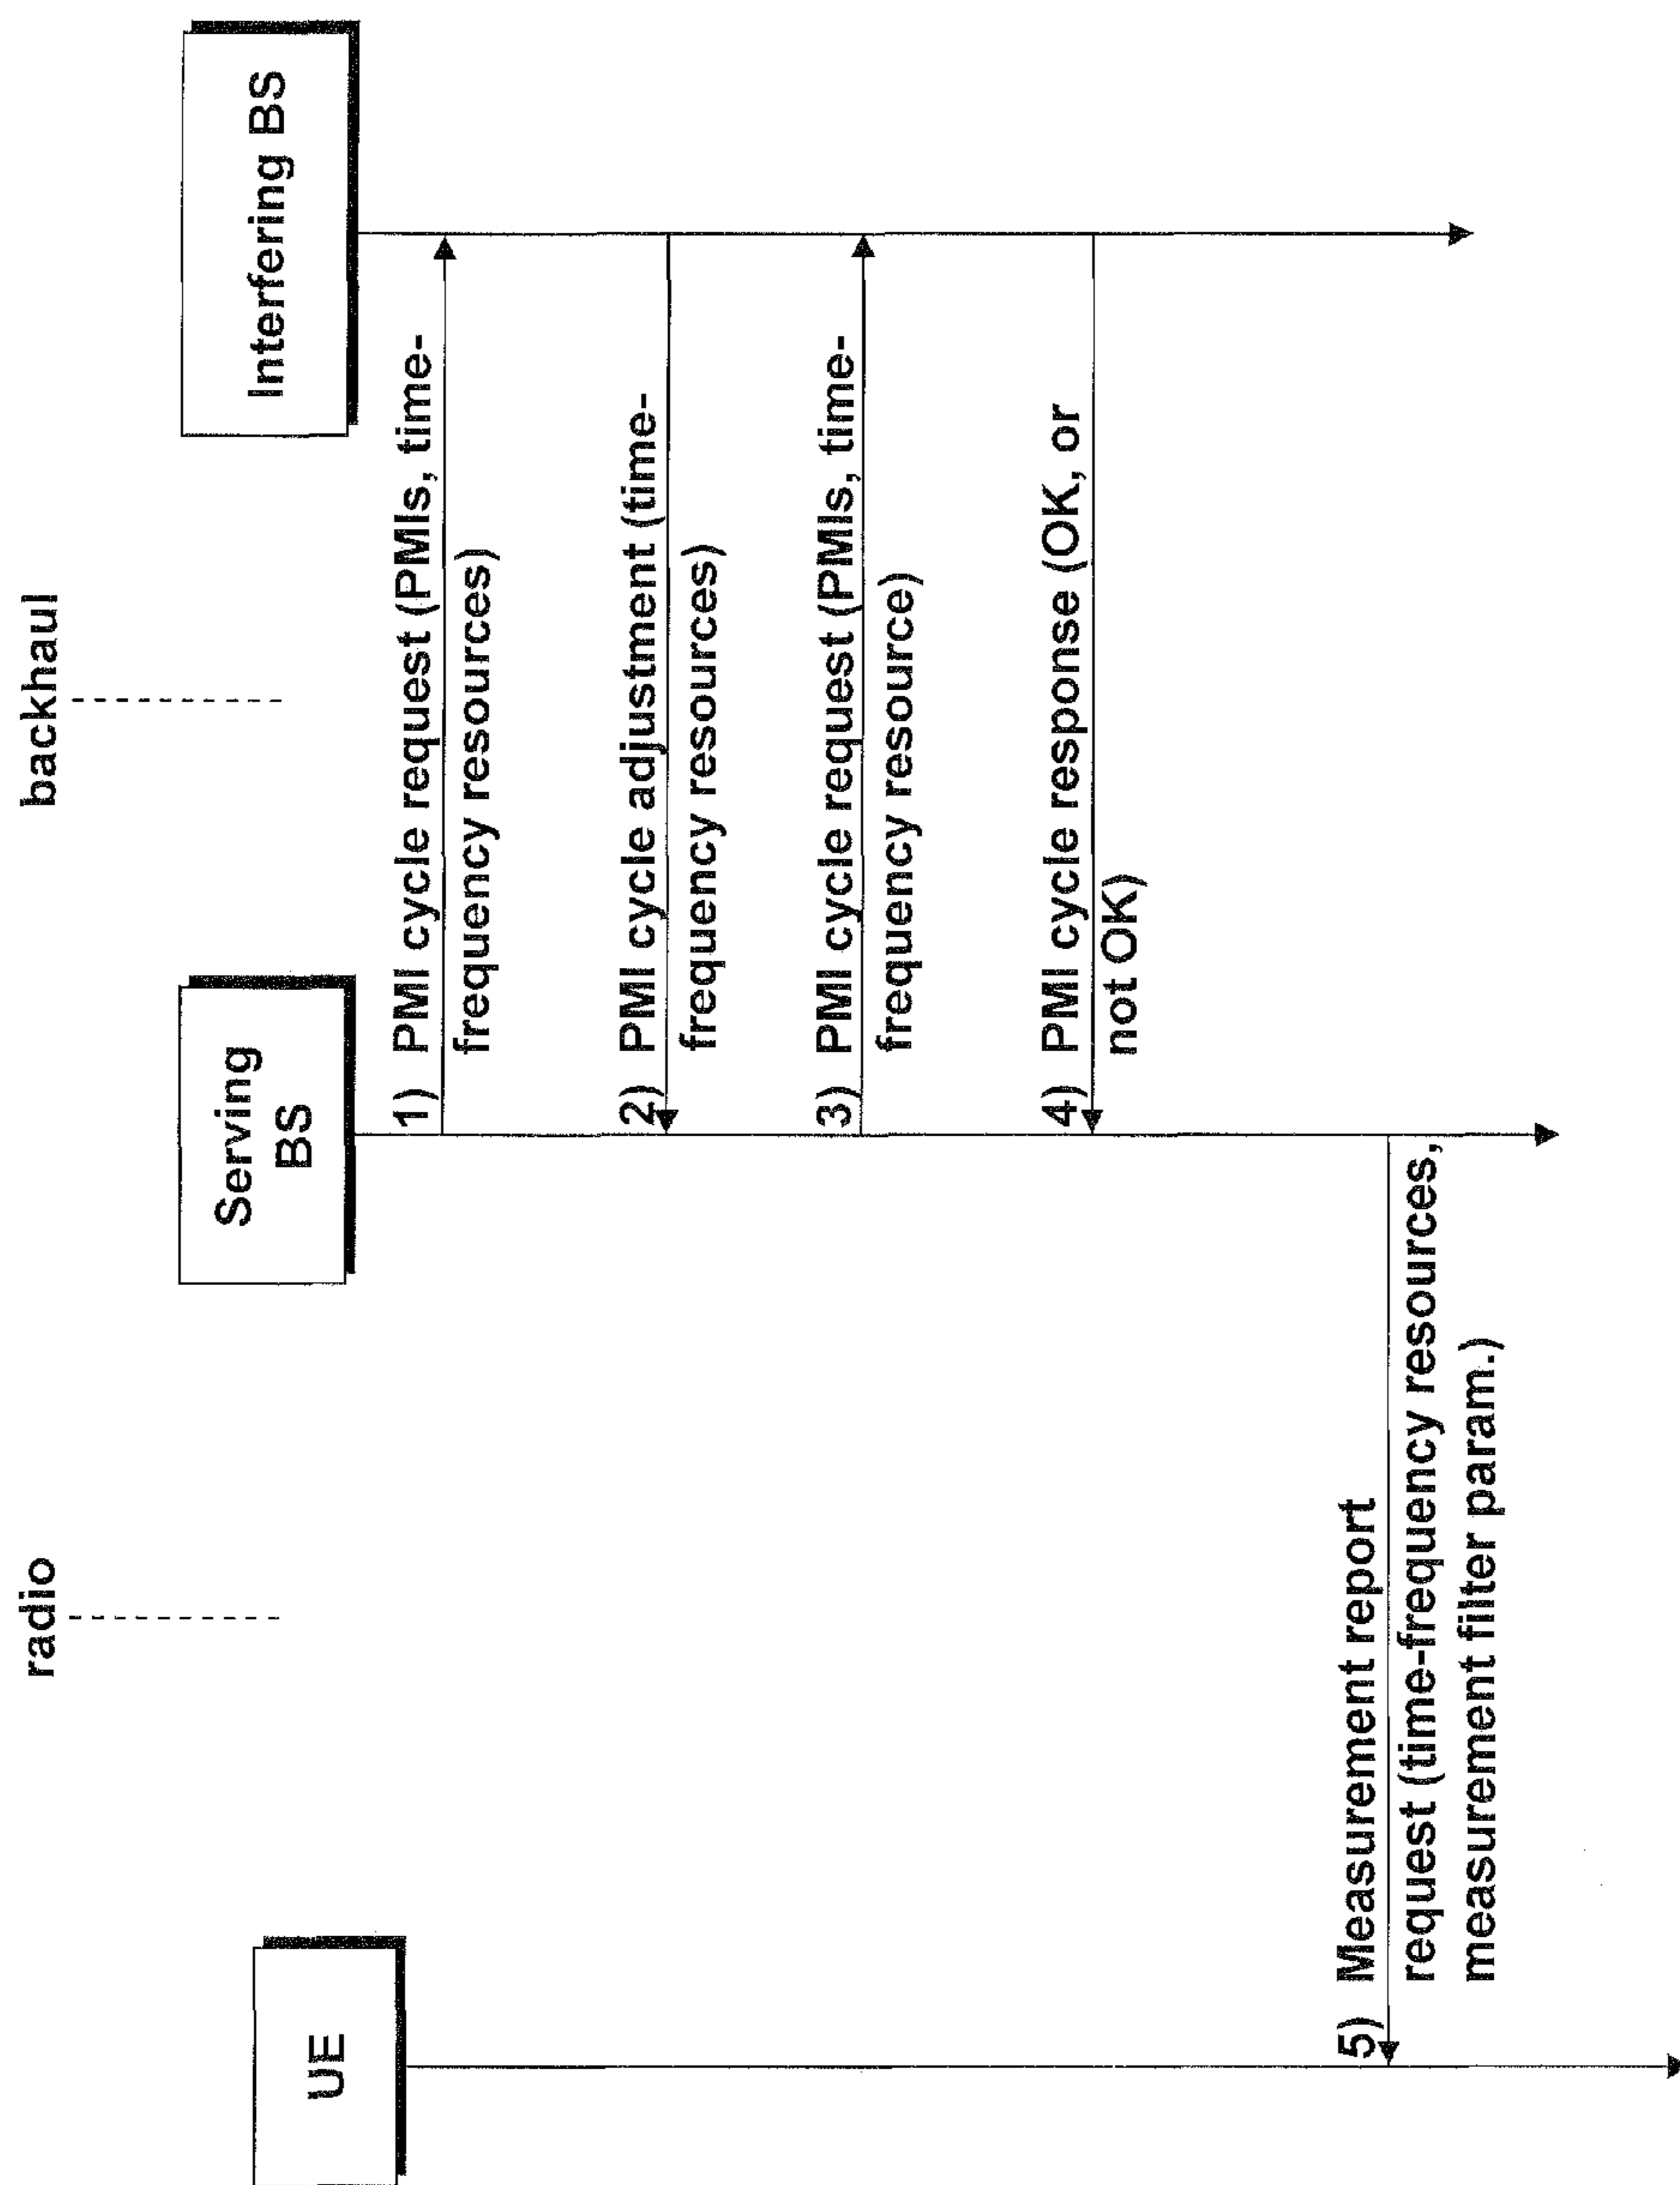 radio
backhaul
UE
Serving
BS
Interfering BS
1) PMI cycle request (PMIs, time-
frequency resources)
2) PMI cycle adjustment (time-
frequency resources)
3) PMI cycle request (PMIs, time-
frequency resource)
4) PMI cycle response (OK, or
not OK)
5) Measurement report
request (time-frequency resources,
measurement filter param.)